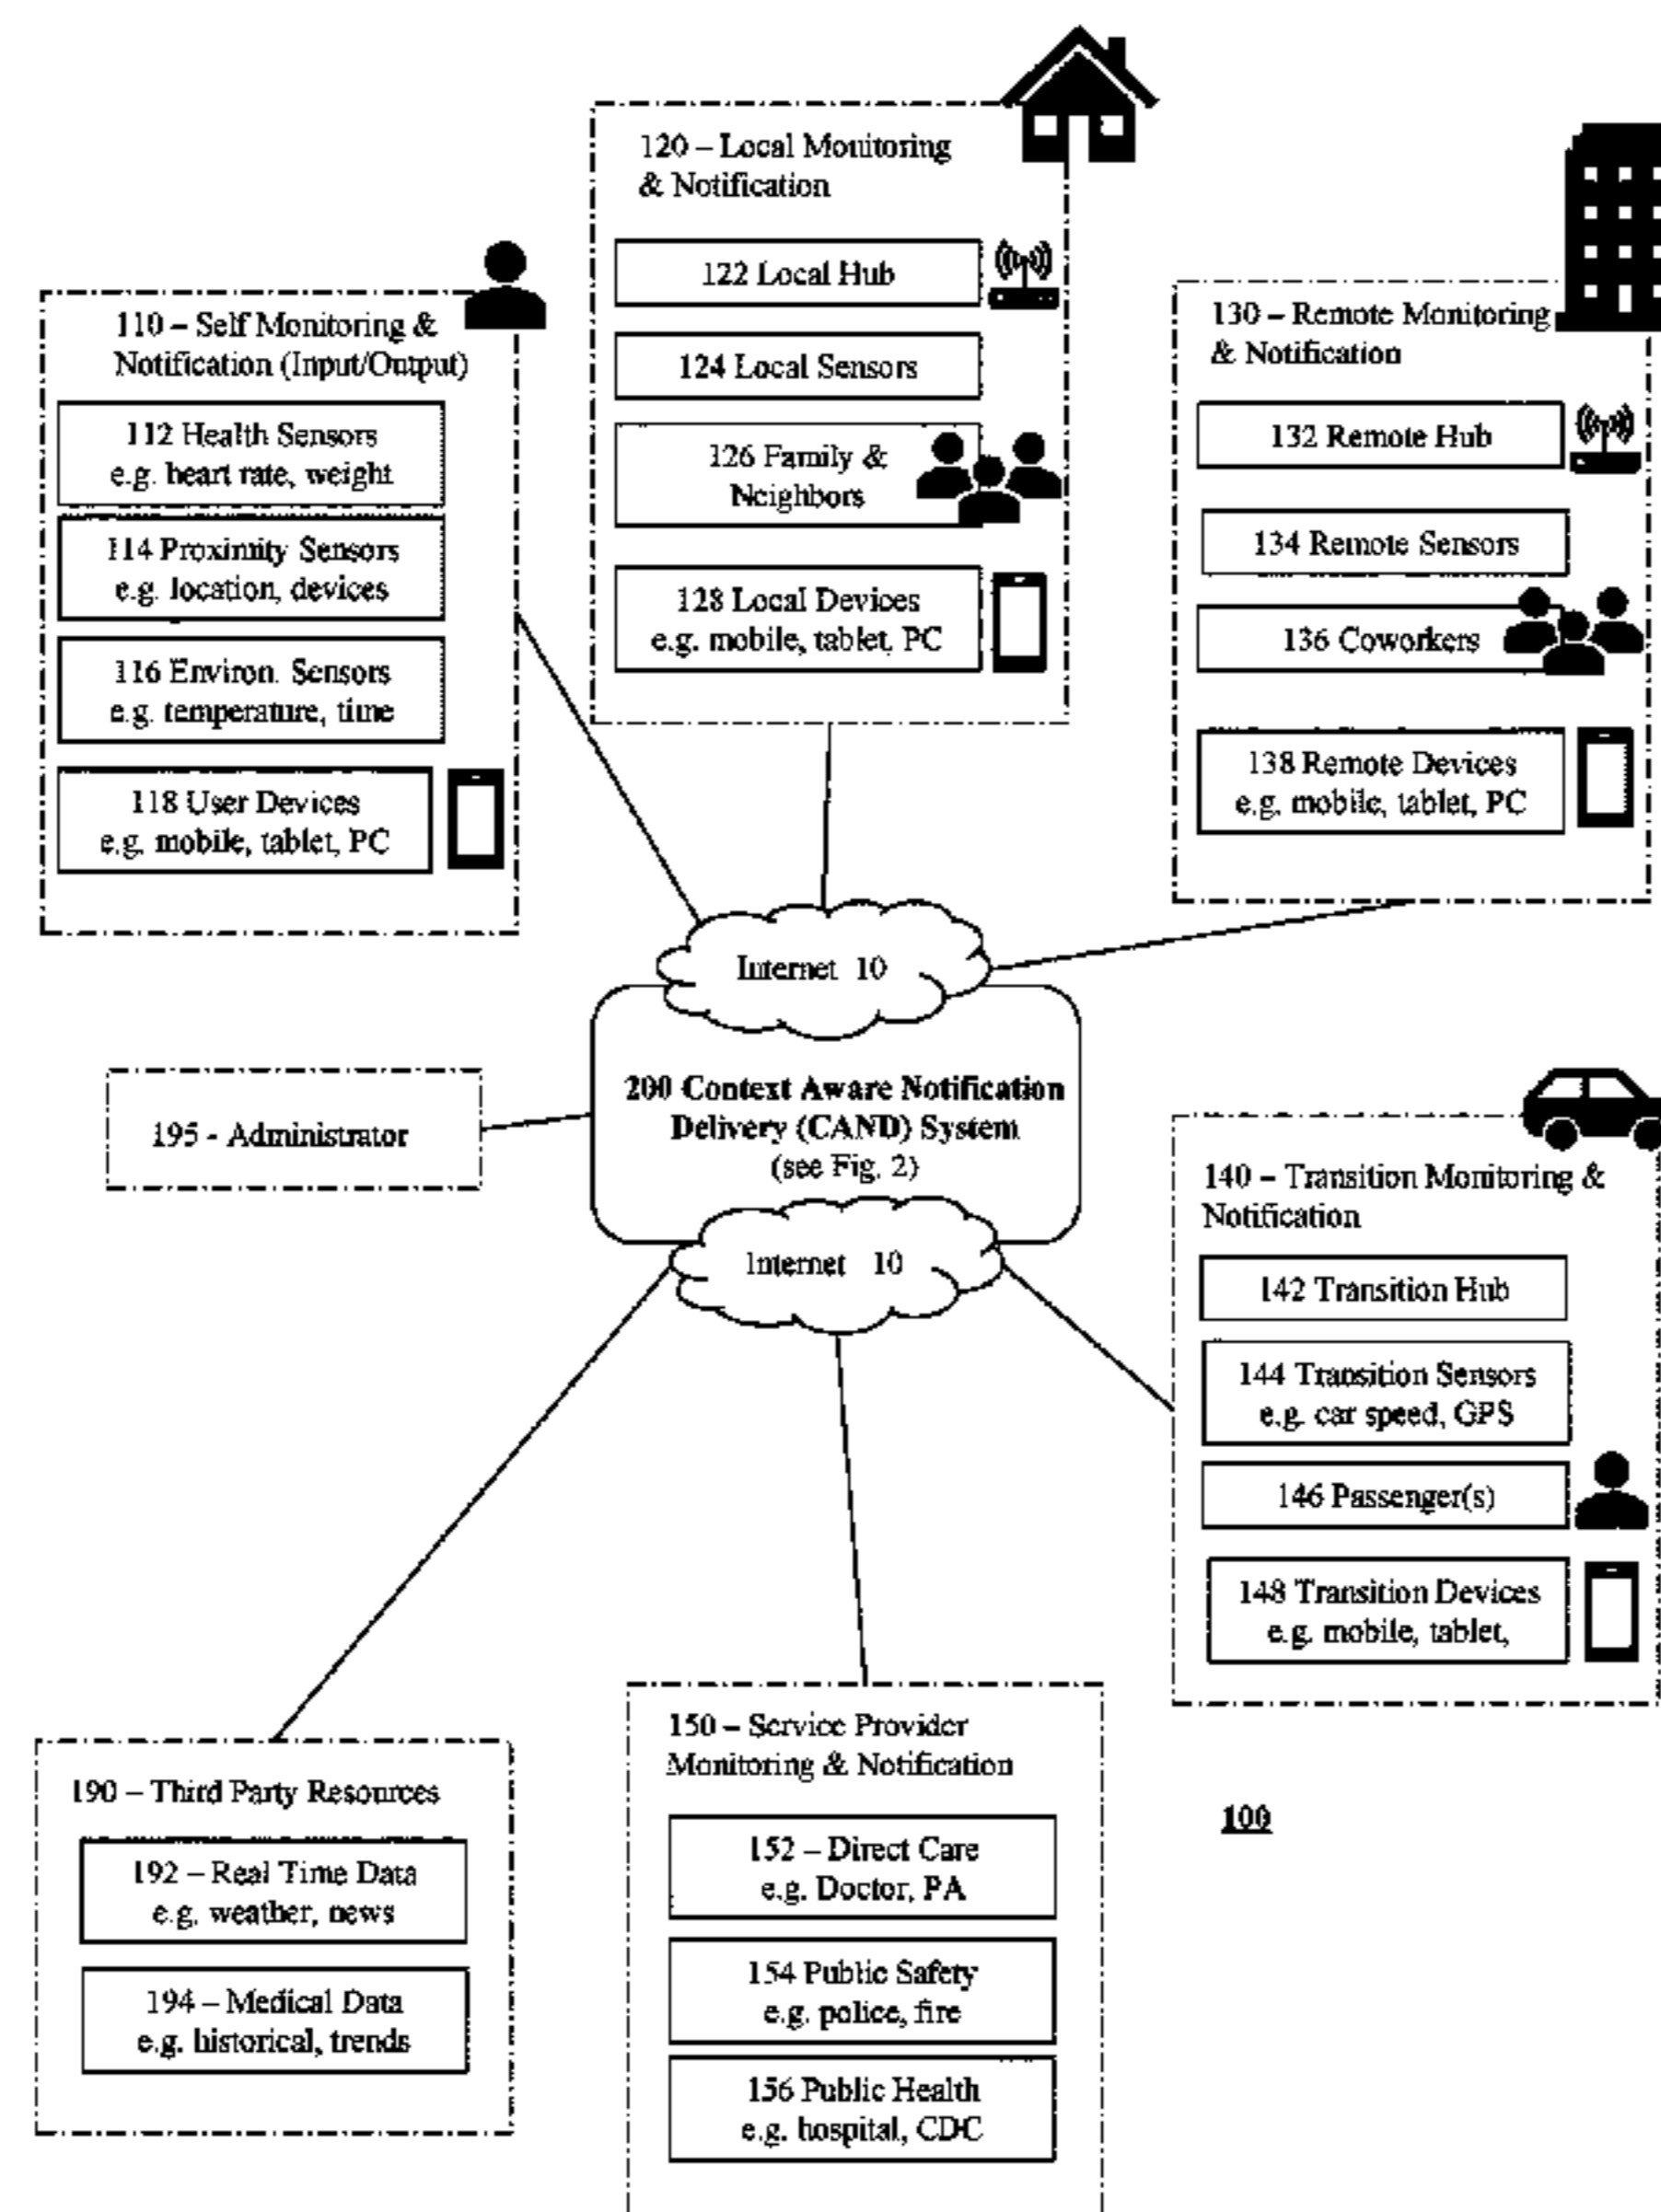 120 – Local Monitoring
& Notification
122 Local Hub
124 Local Sensors
126 Family &
Neighbors
128 Local Devices
e.g. mobile, tablet, PC
110 – Self Monitoring &
Notification (Input/Output)
112 Health Sensors
e.g. heart rate, weight
114 Proximity Sensors
e.g. location, devices
116 Environ. Sensors
e.g. temperature, time
118 User Devices
e.g. mobile, tablet, PC
130 – Remote Monitoring
& Notification
132 Remote Hub
134 Remote Sensors
136 Coworkers
138 Remote Devices
e.g. mobile, tablet, PC
Internet 10
200 Context Aware Notification
Delivery (CAND) System
(see Fig. 2)
Internet 10
195 - Administrator
140 – Transition Monitoring &
Notification
142 Transition Hub
144 Transition Sensors
e.g. car speed, GPS
146 Passenger(s)
148 Transition Devices
e.g. mobile, tablet,
190 – Third Party Resources
192 – Real Time Data
e.g. weather, news
194 – Medical Data
e.g. historical, trends
150 – Service Provider
Monitoring & Notification
152 – Direct Care
e.g. Doctor, PA
154 Public Safety
e.g. police, fire
156 Public Health
e.g. hospital, CDC
100